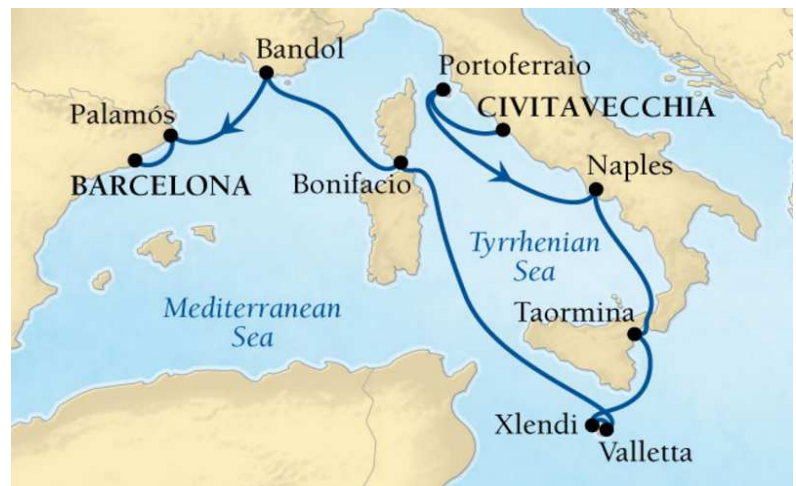 Bandol
Portoferraio
CIVITAVECCHIA
Palamós
BARCELONA
Bonifacio
Naples
Tyrrhenian
Sea
Mediterranean
Sea
Taormina
Xlendi
Valletta